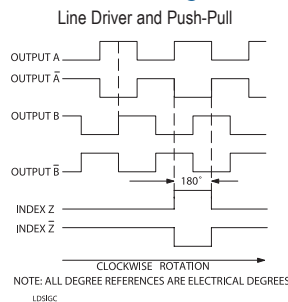 Line Driver and Push-Pull
OUTPUT A
OUTPUT A̅
OUTPUT B
OUTPUT B̅
180°
INDEX Z
INDEX Z̅
CLOCKWISE ROTATION
NOTE: ALL DEGREE REFERENCES ARE ELECTRICAL DEGREES
LDSIGC